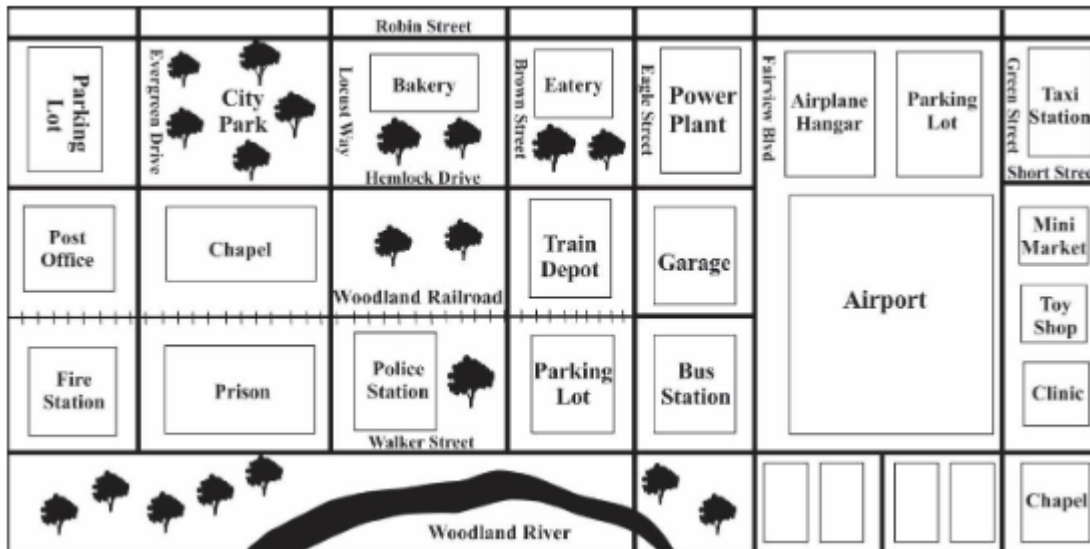 Robin Street
Parking
Lot
Evergreen Drive
City
Park
Locust Way
Bakery
Brown Street
Eatery
Eagle Street
Power
Plant
Fairview Blvd
Airplane
Hangar
Parking
Lot
Green Street
Taxi
Station
Hemlock Drive
Short Stree
Post
Office
Chapel
Train
Depot
Garage
Airport
Mini
Market
Woodland Railroad
Toy
Shop
Fire
Station
Prison
Police
Station
Parking
Lot
Bus
Station
Clinic
Walker Street
Woodland River
Chapel